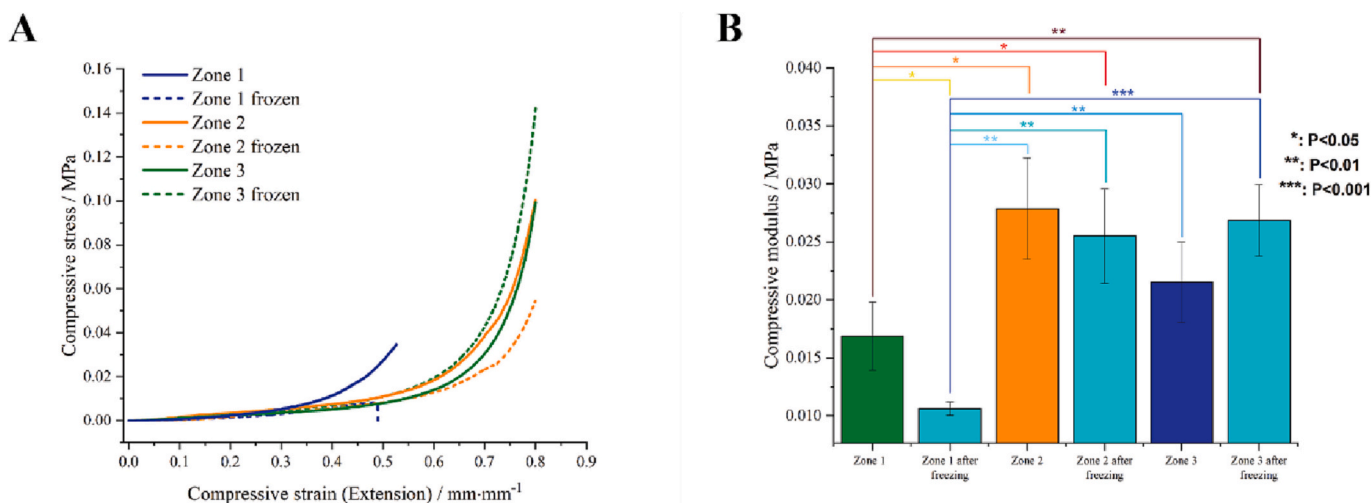 A
0.16
0.14
0.12
0.10
0.08
0.06
0.04
0.02
0.00
Compressive stress / MPa
Zone 1
Zone 1 frozen
Zone 2
Zone 2 frozen
Zone 3
Zone 3 frozen
0.0 0.1 0.2 0.3 0.4 0.5 0.6 0.7 0.8 0.9
Compressive strain (Extension) / mm·mm⁻¹
B
**
*
*
*
***
**
**
**
0.040
0.035
0.030
0.025
0.020
0.015
0.010
Compressive modulus / MPa
*: P<0.05
**: P<0.01
***: P<0.001
Zone 1
Zone 1 after
freezing
Zone 2
Zone 2 after
freezing
Zone 3
Zone 3 after
freezing